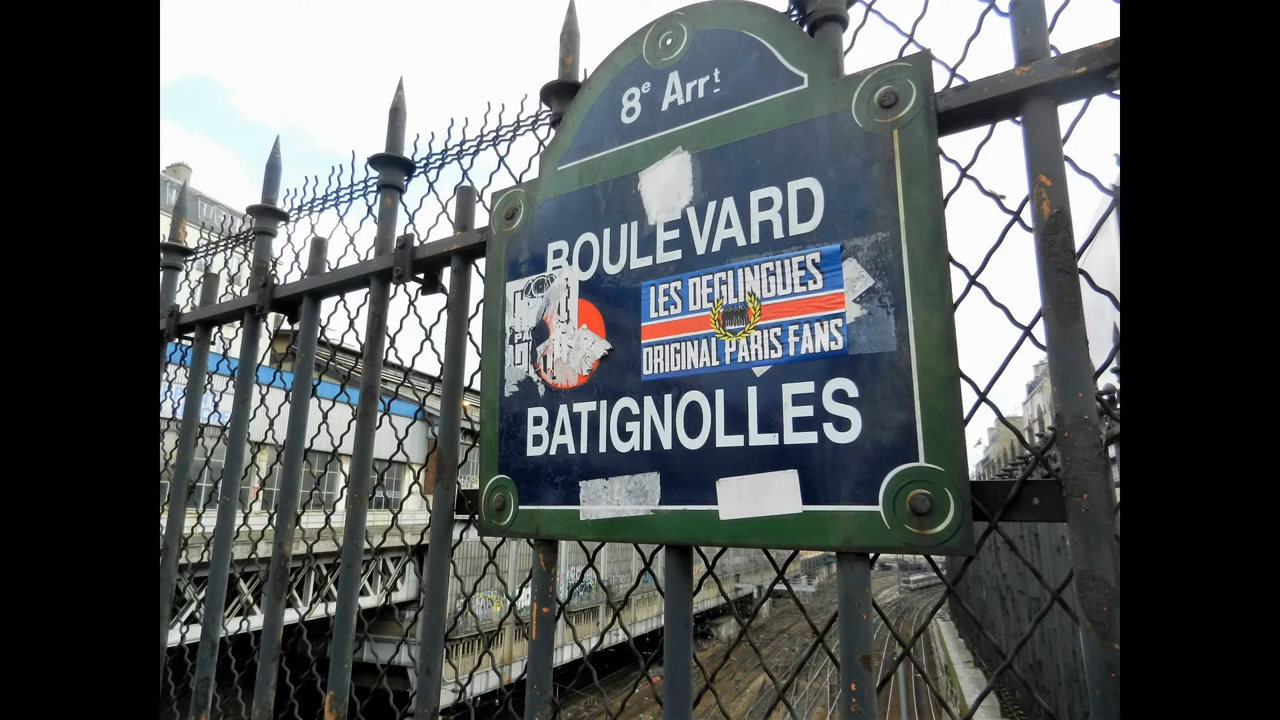 8e Arrt
BOULEVARD
LES DEGLINGUES
ORIGINAL PARIS FANS
BATIGNOLLES